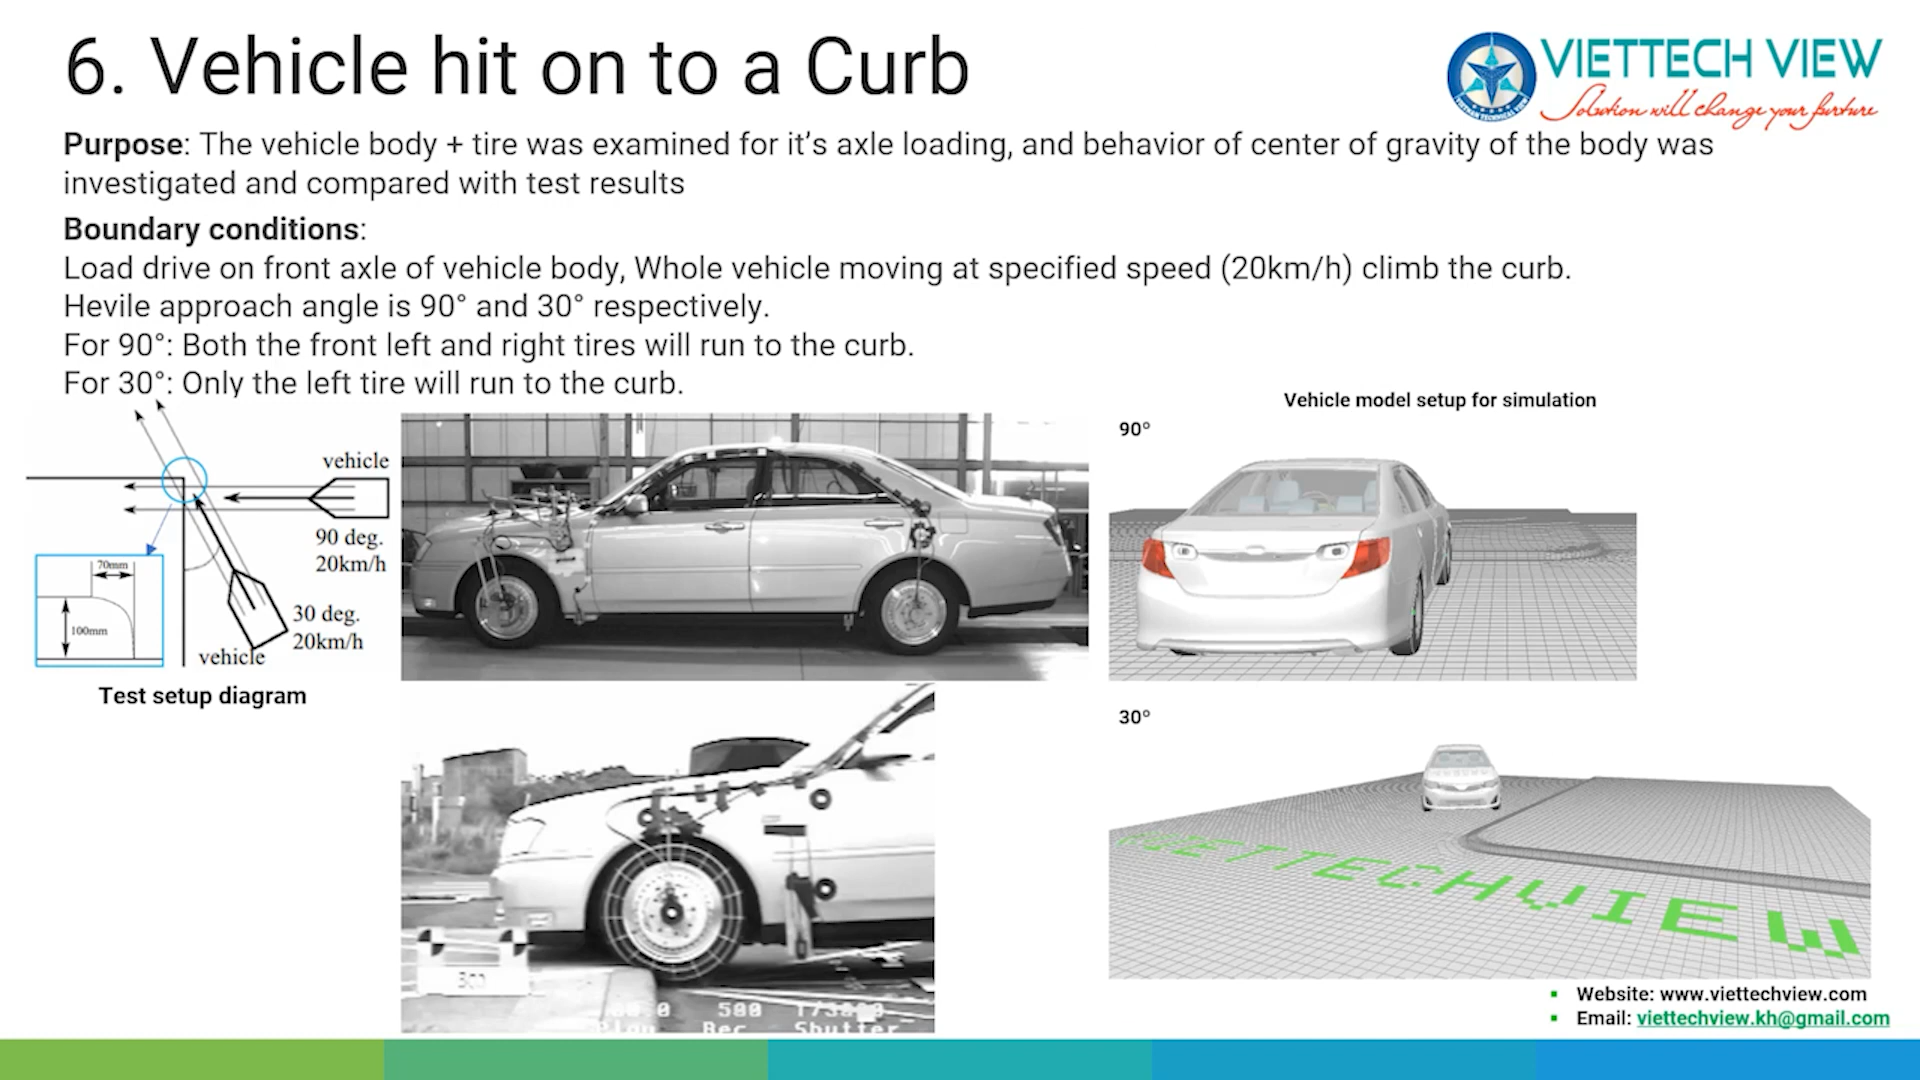 6. Vehicle hit on to a Curb
VIETTECH VIEW
Solution will change your furture
Purpose: The vehicle body + tire was examined for it's axle loading, and behavior of center of gravity of the body was
investigated and compared with test results
Boundary conditions:
Load drive on front axle of vehicle body, Whole vehicle moving at specified speed (20km/h) climb the curb.
Hevile approach angle is 90° and 30° respectively.
For 90°: Both the front left and right tires will run to the curb.
For 30°: Only the left tire will run to the curb.
vehicle
90 deg.
20km/h
70mm
100mm
30 deg.
20km/h
vehicle
Test setup diagram
Vehicle model setup for simulation
90°
30°
VIETTECHVIEW
500
Rec
Shutter
Website: www.viettechview.com
Email: viettechview.kh@gmail.com